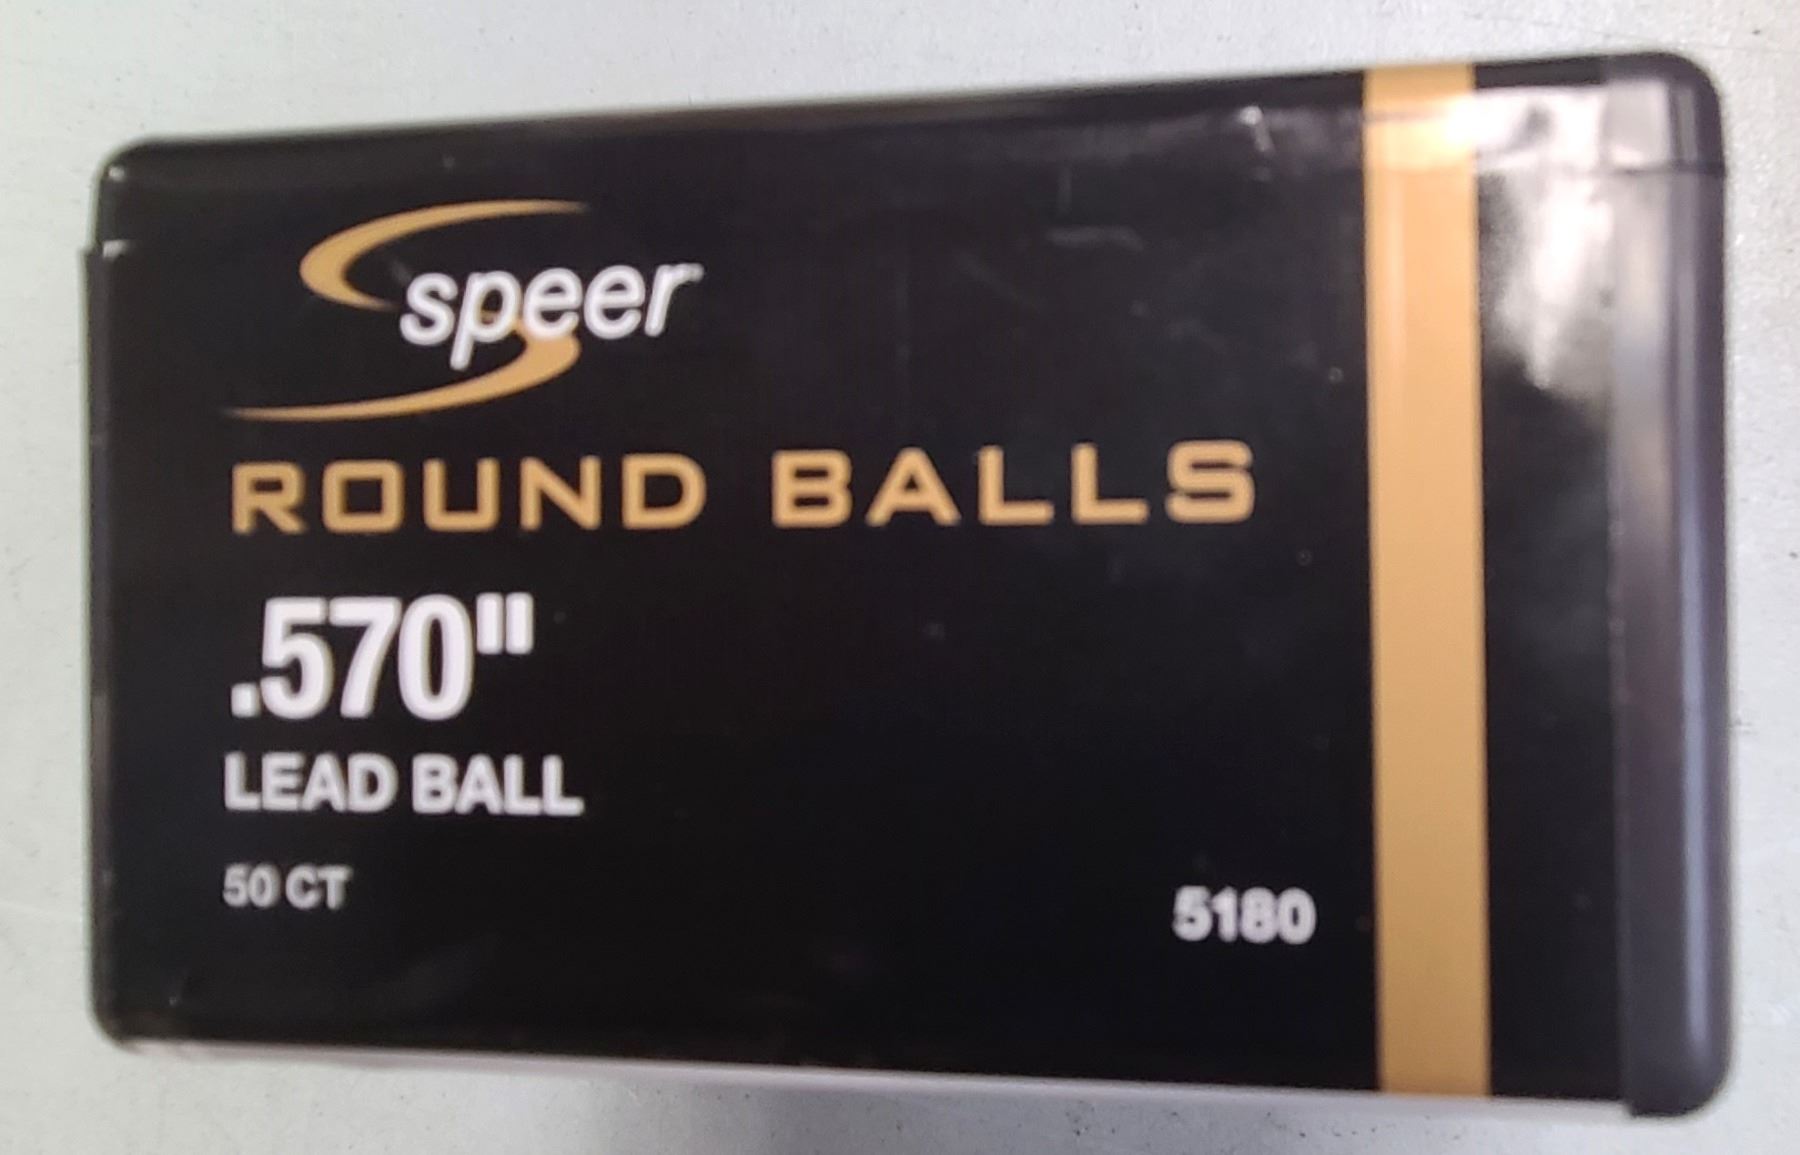 speer
ROUND BALLS
.570"
LEAD BALL
50 CT
5180